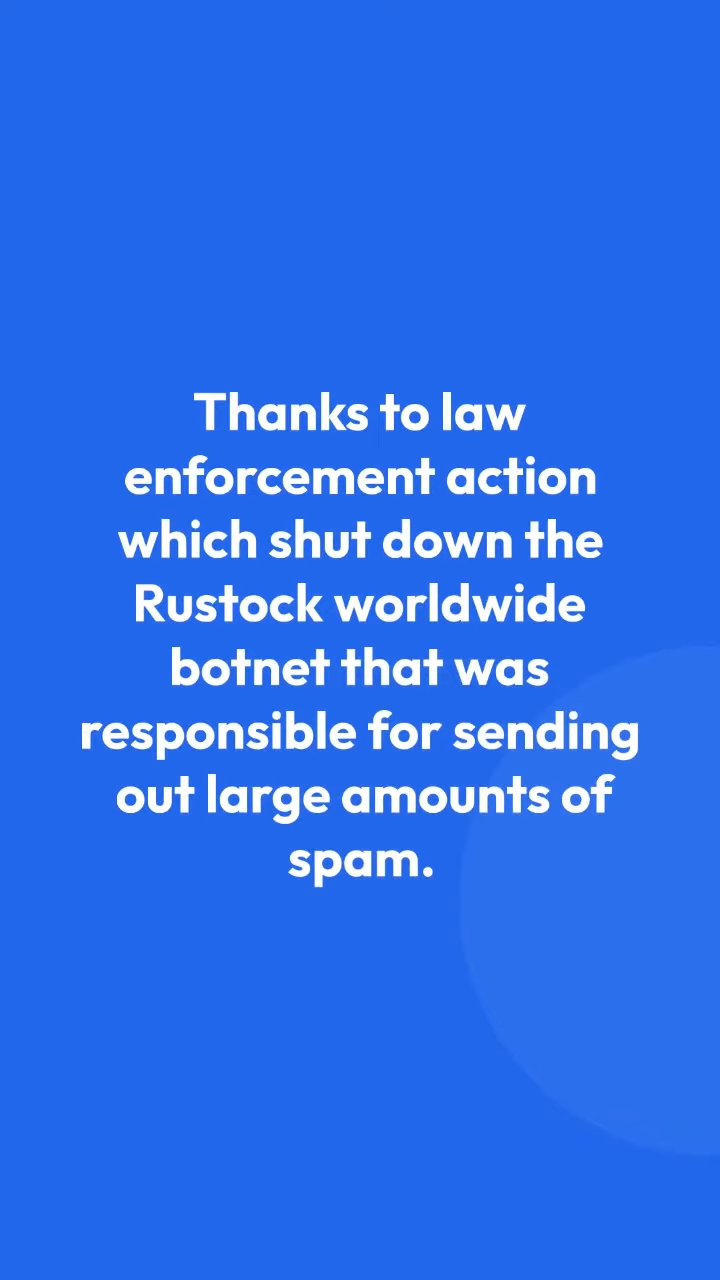 Thanks to law
enforcement action
which shut down the
Rustock worldwide
botnet that was
responsible for sending
out large amounts of
spam.